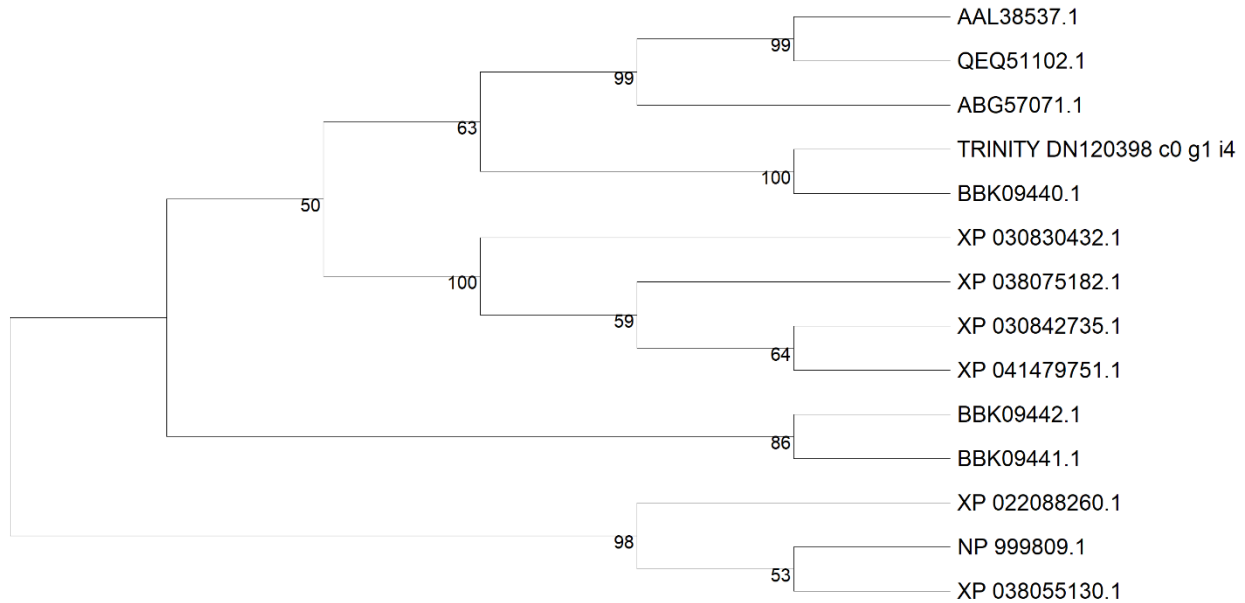 AAL38537.1
99
QEQ51102.1
99
ABG57071.1
63
TRINITY DN120398 c0 g1 i4
100
BBK09440.1
50
XP 030830432.1
100
XP 038075182.1
59
XP 030842735.1
64
XP 041479751.1
BBK09442.1
86
BBK09441.1
XP 022088260.1
98
NP 999809.1
53
XP 038055130.1